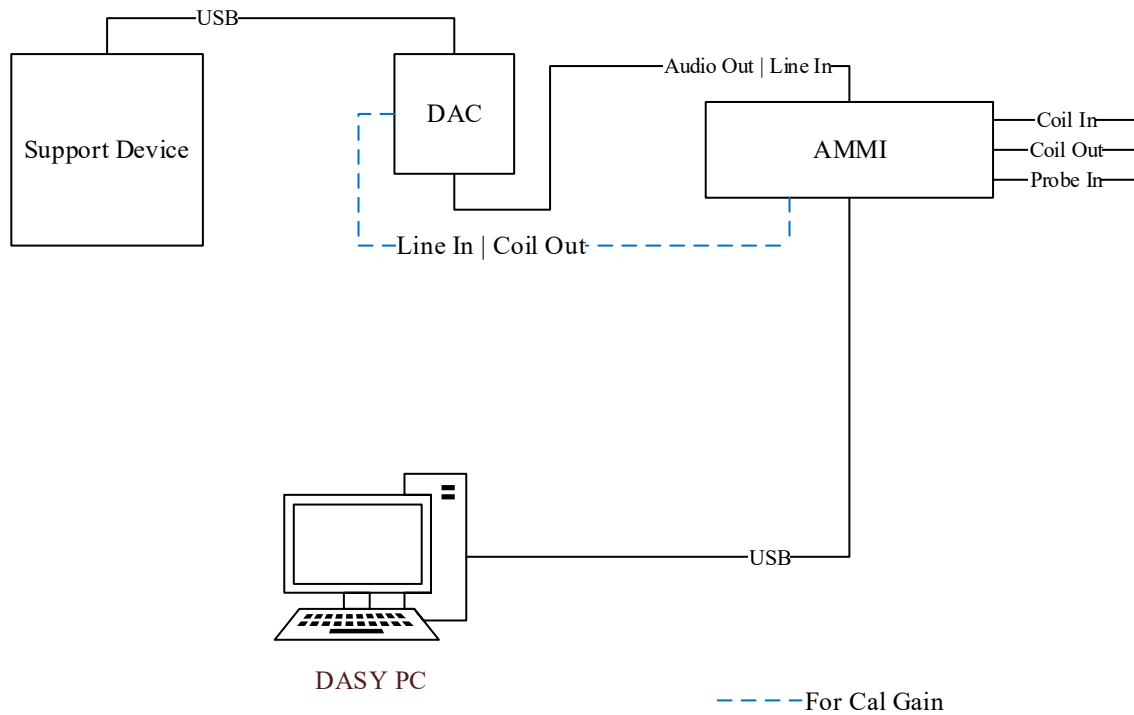 USB
Audio Out | Line In
Support Device
DAC
AMMI
Coil In
Coil Out
Probe In
Line In | Coil Out
USB
DASY PC
For Cal Gain